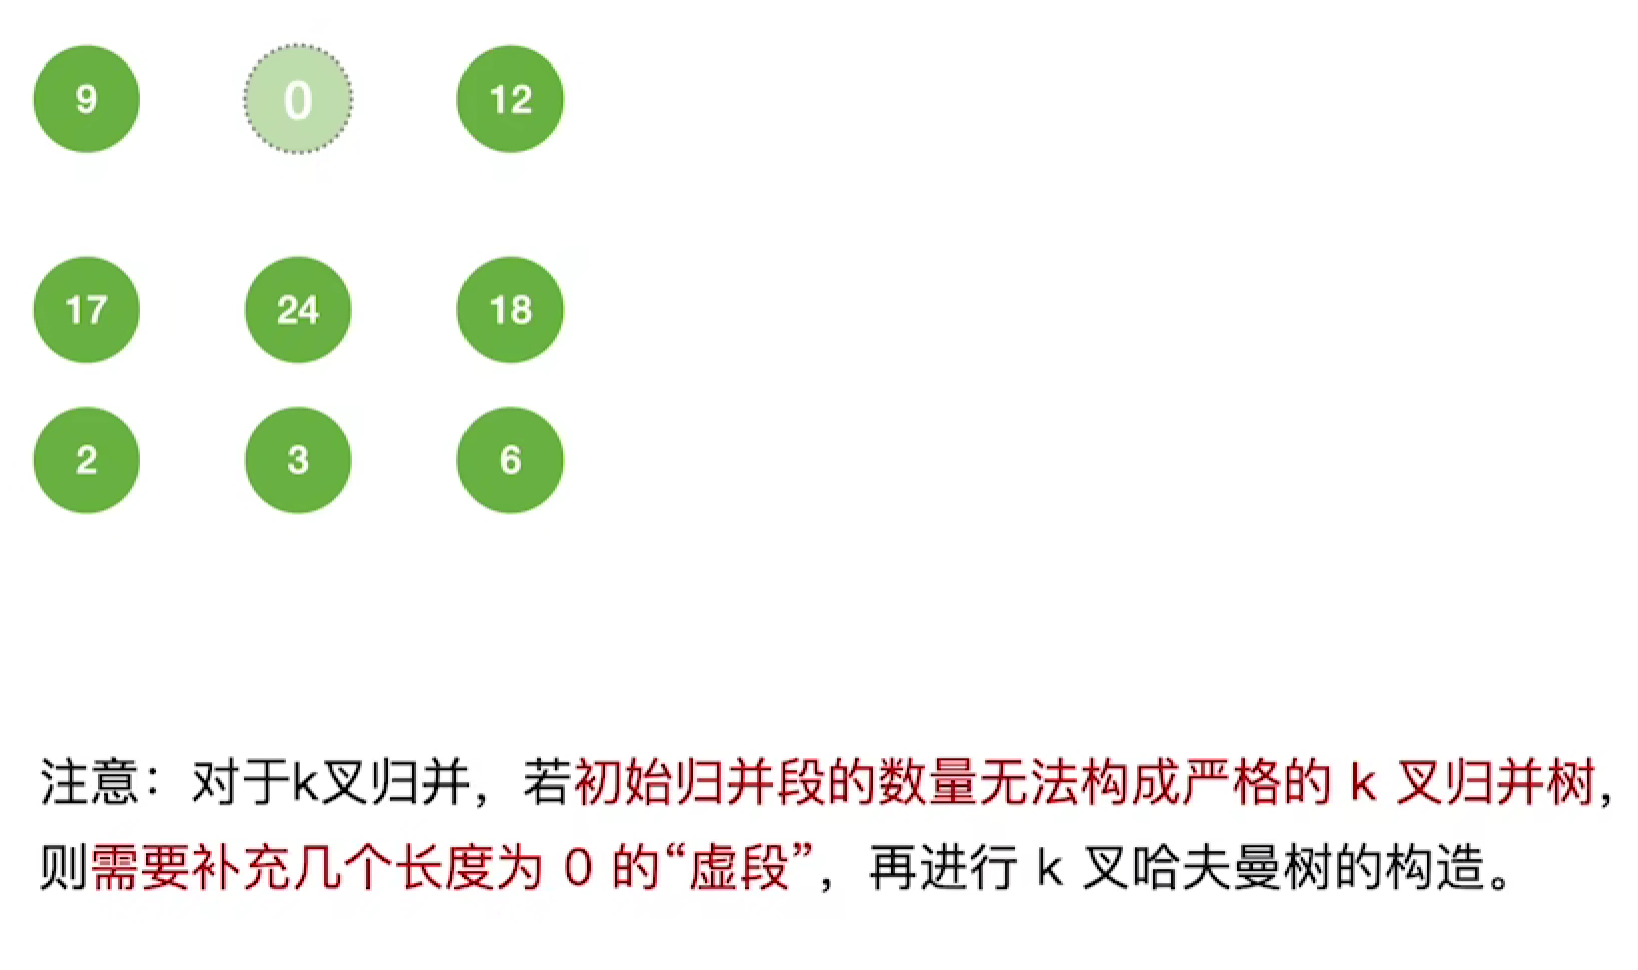 9 0 12
17 24 18
2 3 6
注意：对于k叉归并，若初始归并段的数量无法构成严格的 k 叉归并树，
则需要补充几个长度为 0 的“虚段”，再进行 k 叉哈夫曼树的构造。